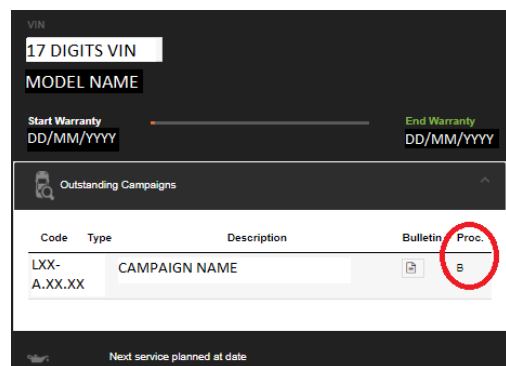 VIN
17 DIGITS VIN
MODEL NAME
Start Warranty End Warranty
DD/MM/YYYY DD/MM/YYYY
Outstanding Campaigns
Code Type Description Bulletin Proc.
LXX- CAMPAIGN NAME B
A.XX.XX
Next service planned at date